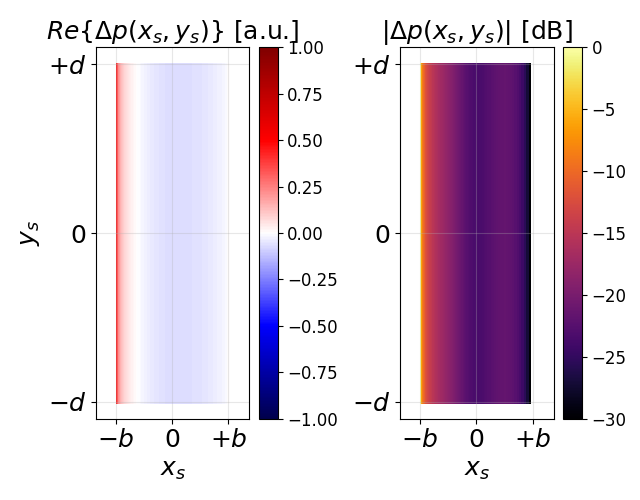 Re{Δp(x_s, y_s)} [a.u.]
|Δp(x_s, y_s)| [dB]
+d
0
−d
y_s
−b 0 +b
x_s
1.00
0.75
0.50
0.25
0.00
−0.25
−0.50
−0.75
−1.00
+d
0
−d
−b 0 +b
x_s
0
−5
−10
−15
−20
−25
−30